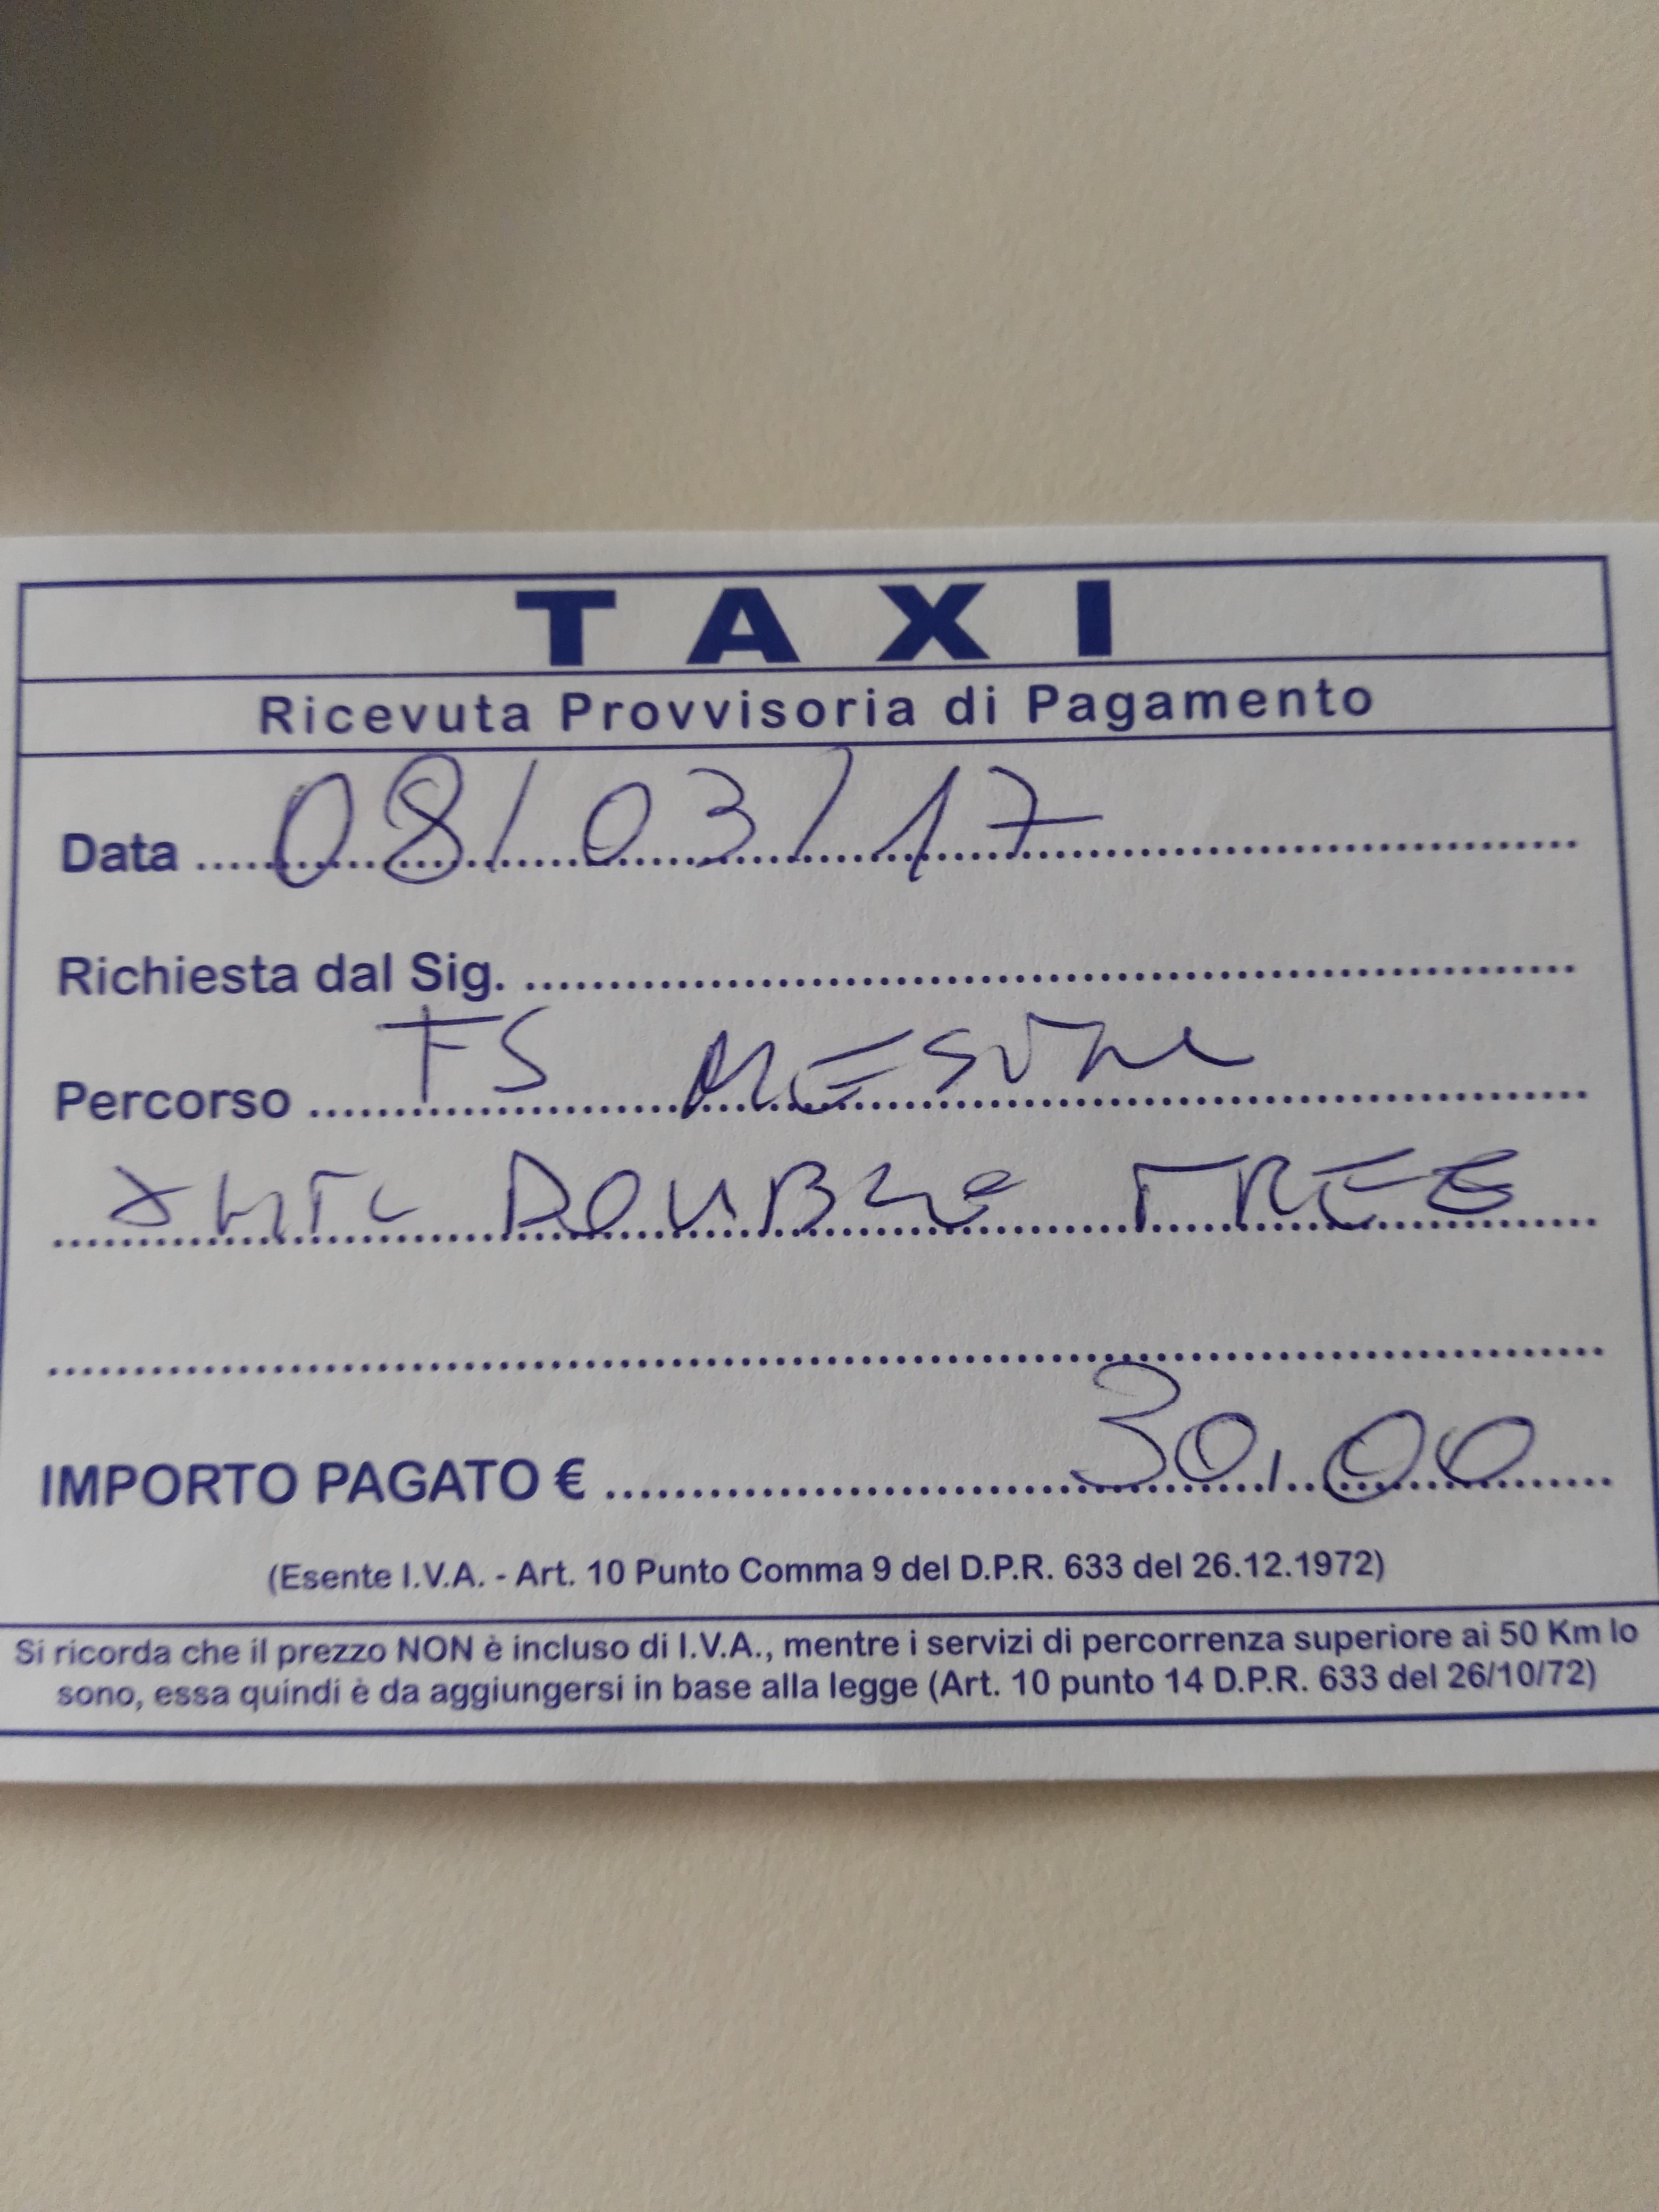 TAXI
Ricevuta Provvisoria di Pagamento
Data 08/03/17
Richiesta dal Sig.
Percorso FS
DOUBLE TREE
IMPORTO PAGATO € 30,00
(Esente I.V.A. - Art. 10 Punto Comma 9 del D.P.R. 633 del 26.12.1972)
Si ricorda che il prezzo NON è incluso di I.V.A., mentre i servizi di percorrenza superiore ai 50 Km lo
sono, essa quindi è da aggiungersi in base alla legge (Art. 10 punto 14 D.P.R. 633 del 26/10/72)